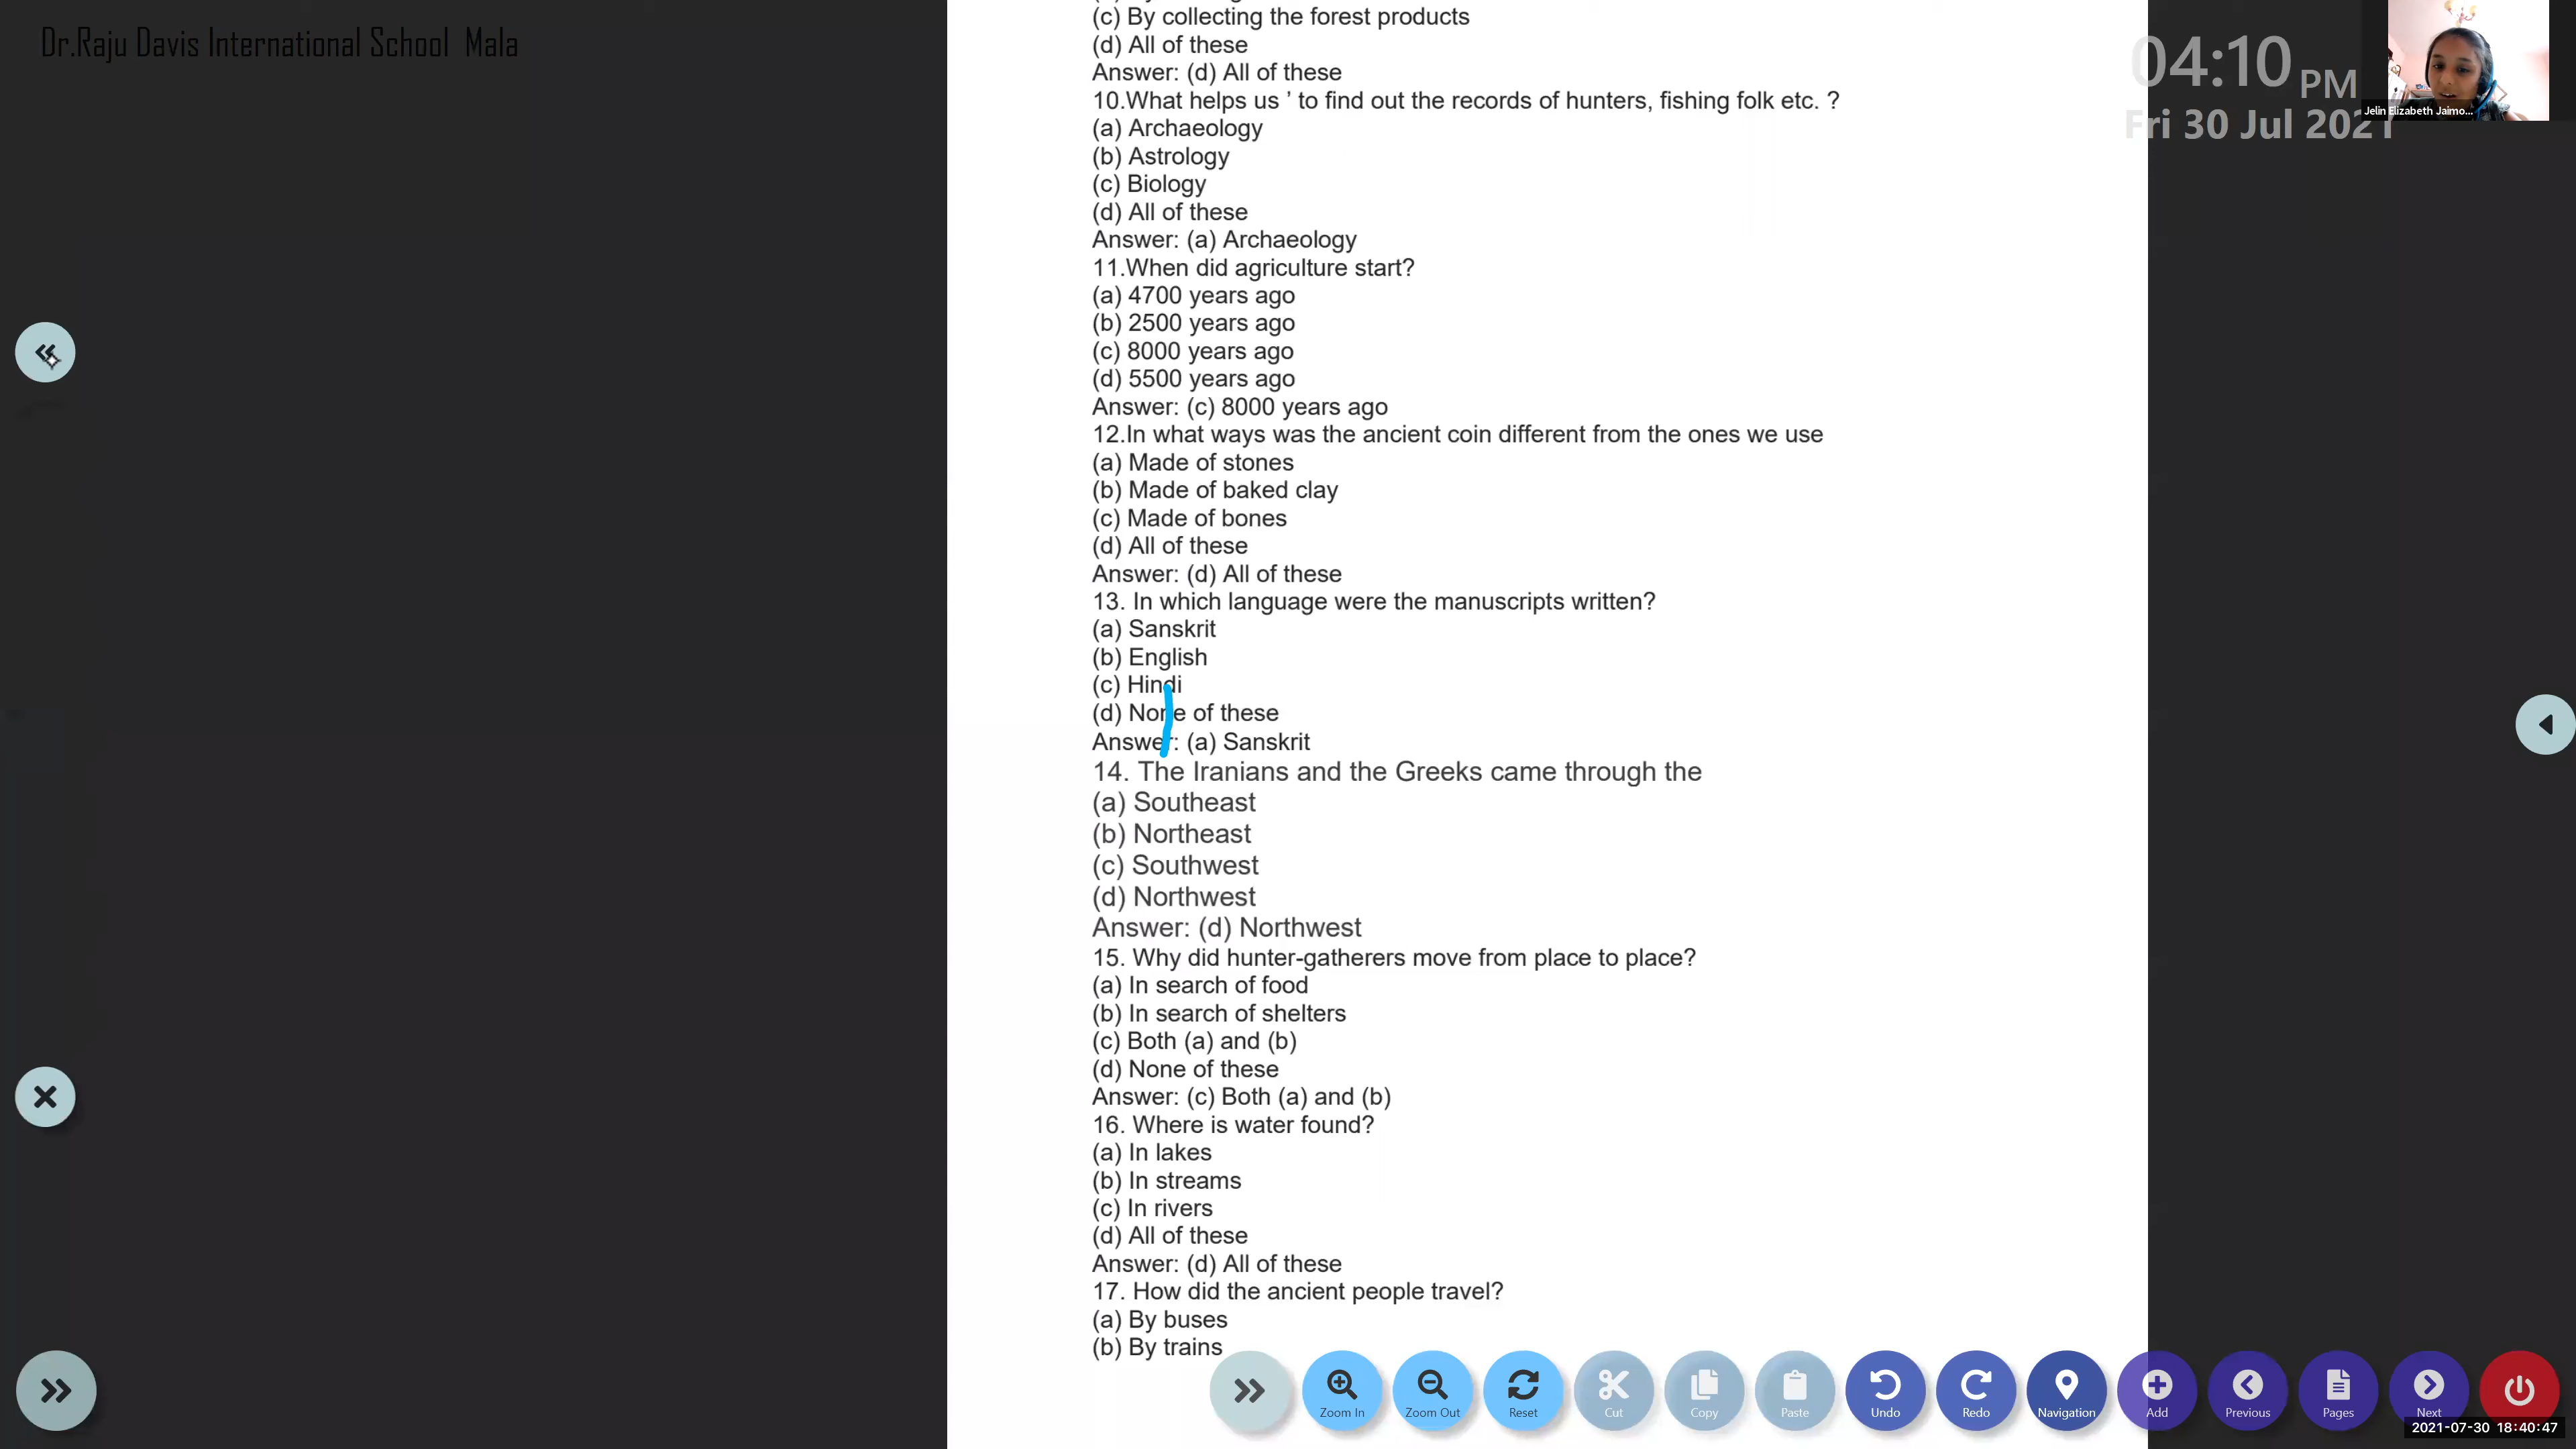 Dr.Raju Davis International School Mala
(c) By collecting the forest products
(d) All of these
Answer: (d) All of these
10.What helps us ’ to find out the records of hunters, fishing folk etc. ?
(a) Archaeology
(b) Astrology
(c) Biology
(d) All of these
Answer: (a) Archaeology
11.When did agriculture start?
(a) 4700 years ago
(b) 2500 years ago
(c) 8000 years ago
(d) 5500 years ago
Answer: (c) 8000 years ago
12.In what ways was the ancient coin different from the ones we use
(a) Made of stones
(b) Made of baked clay
(c) Made of bones
(d) All of these
Answer: (d) All of these
13. In which language were the manuscripts written?
(a) Sanskrit
(b) English
(c) Hindi
(d) None of these
Answer: (a) Sanskrit
14. The Iranians and the Greeks came through the
(a) Southeast
(b) Northeast
(c) Southwest
(d) Northwest
Answer: (d) Northwest
15. Why did hunter-gatherers move from place to place?
(a) In search of food
(b) In search of shelters
(c) Both (a) and (b)
(d) None of these
Answer: (c) Both (a) and (b)
16. Where is water found?
(a) In lakes
(b) In streams
(c) In rivers
(d) All of these
Answer: (d) All of these
17. How did the ancient people travel?
(a) By buses
(b) By trains
04:10 PM
Fri 30 Jul 2021
Jelin Elizabeth Jaimo...
Zoom In
Zoom Out
Reset
Cut
Copy
Paste
Undo
Redo
Navigation
Add
Previous
Pages
Next
2021-07-30 18:40:47